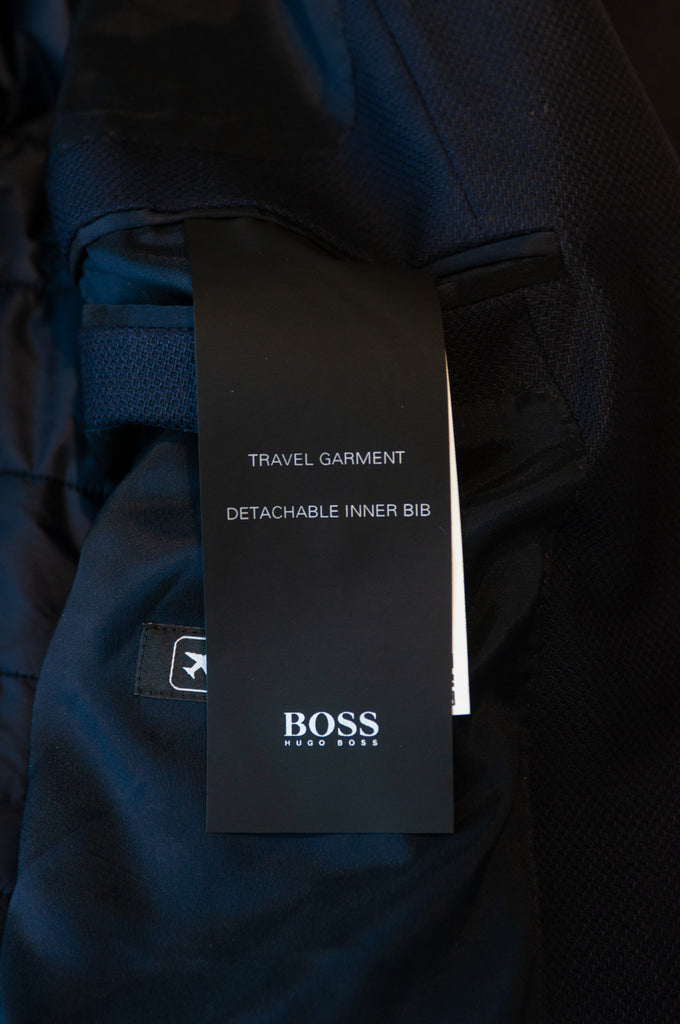 TRAVEL GARMENT
DETACHABLE INNER BIB
BOSS
HUGO BOSS